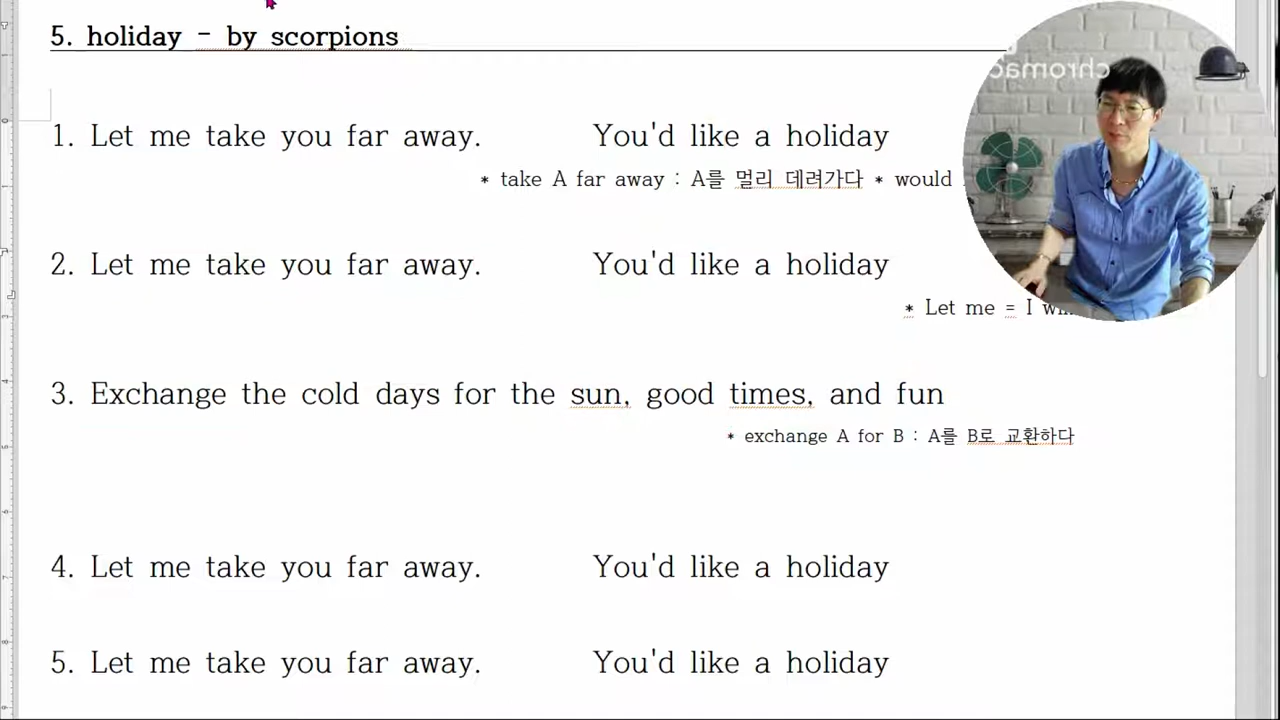 5. holiday - by scorpions
1. Let me take you far away. You'd like a holiday
* take A far away : A를 멀리 데려가다 * would
2. Let me take you far away. You'd like a holiday
* Let me = I
3. Exchange the cold days for the sun, good times, and fun
* exchange A for B : A를 B로 교환하다
4. Let me take you far away. You'd like a holiday
5. Let me take you far away. You'd like a holiday